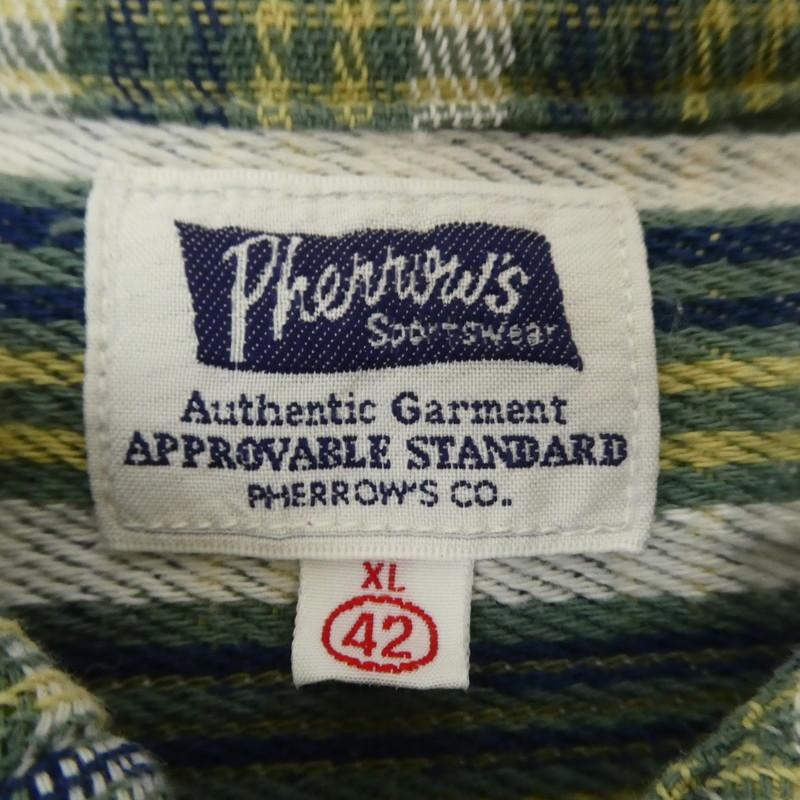 Pherrow's
Sportswear
Authentic Garment
APPROVABLE STANDARD
PHERROW'S CO.
XL
42